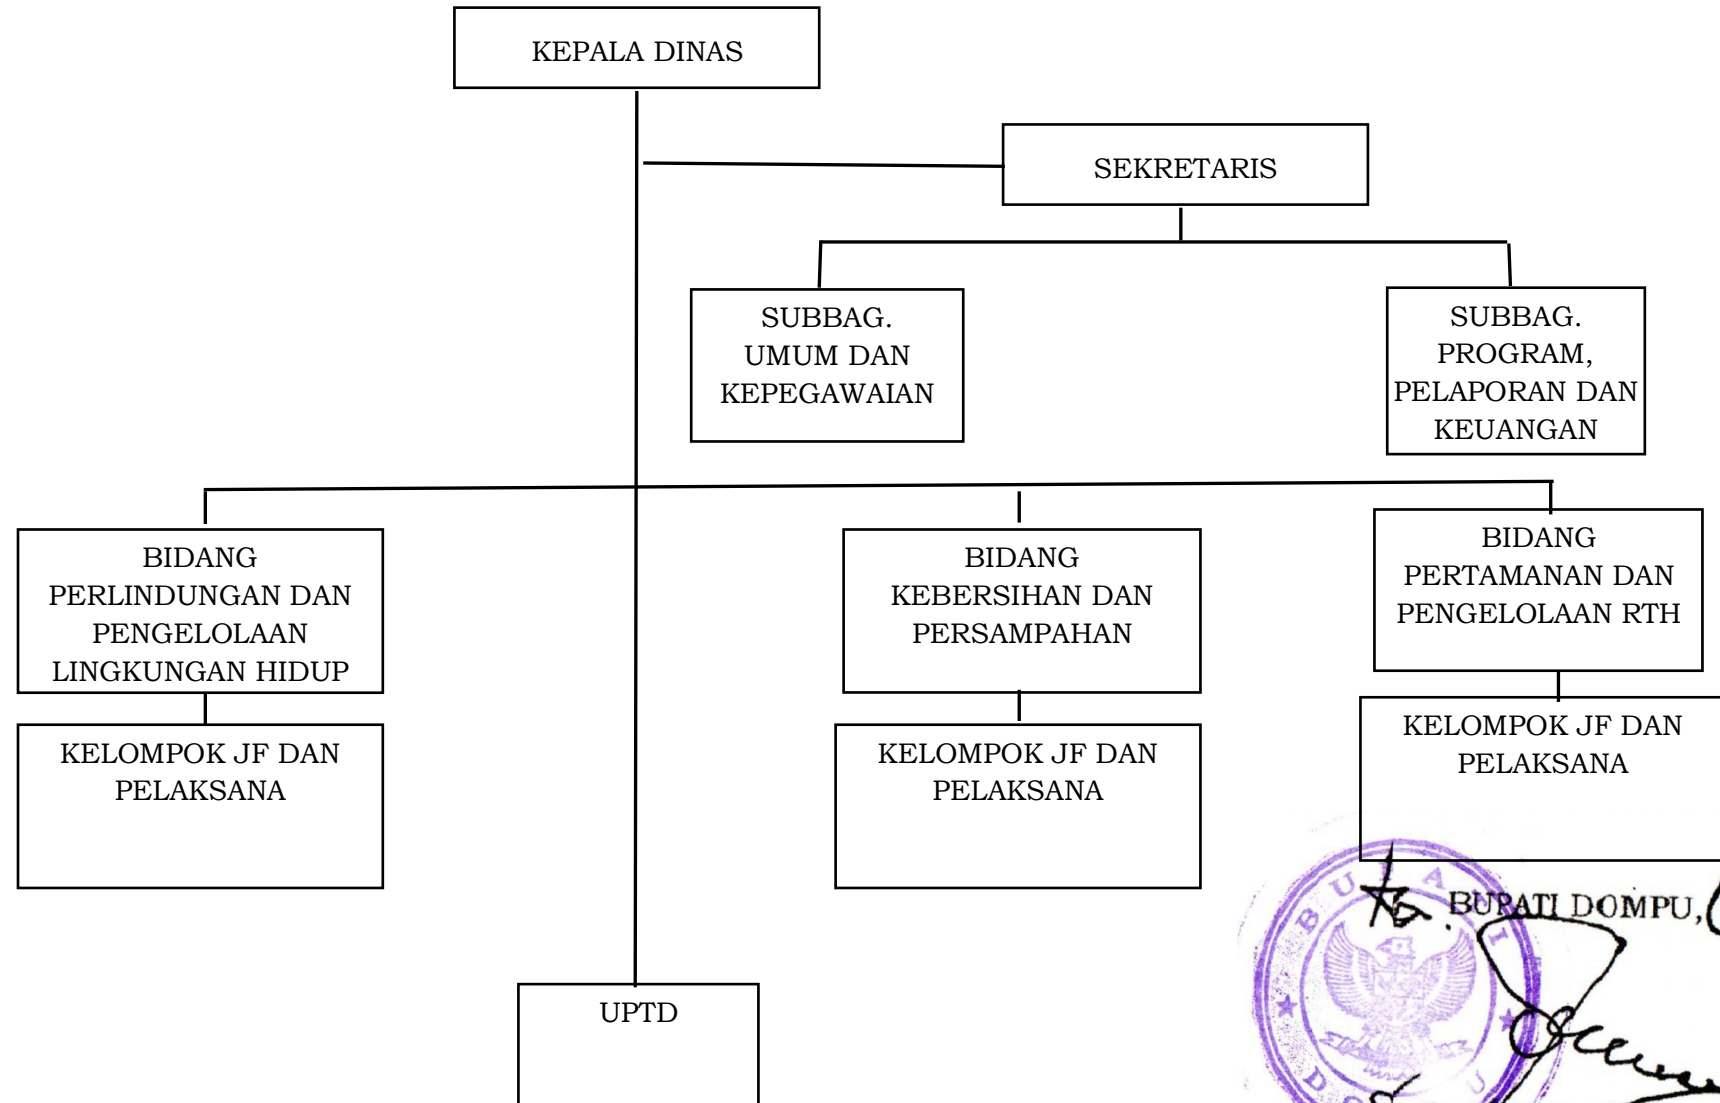 KEPALA DINAS
SEKRETARIS
SUBBAG.
UMUM DAN
KEPEGAWAIAN
SUBBAG.
PROGRAM,
PELAPORAN DAN
KEUANGAN
BIDANG
PERLINDUNGAN DAN
PENGELOLAAN
LINGKUNGAN HIDUP
BIDANG
KEBERSIHAN DAN
PERSAMPAHAN
BIDANG
PERTAMANAN DAN
PENGELOLAAN RTH
KELOMPOK JF DAN
PELAKSANA
KELOMPOK JF DAN
PELAKSANA
KELOMPOK JF DAN
PELAKSANA
BUPATI DOMPU,
BUPATI
UPTD